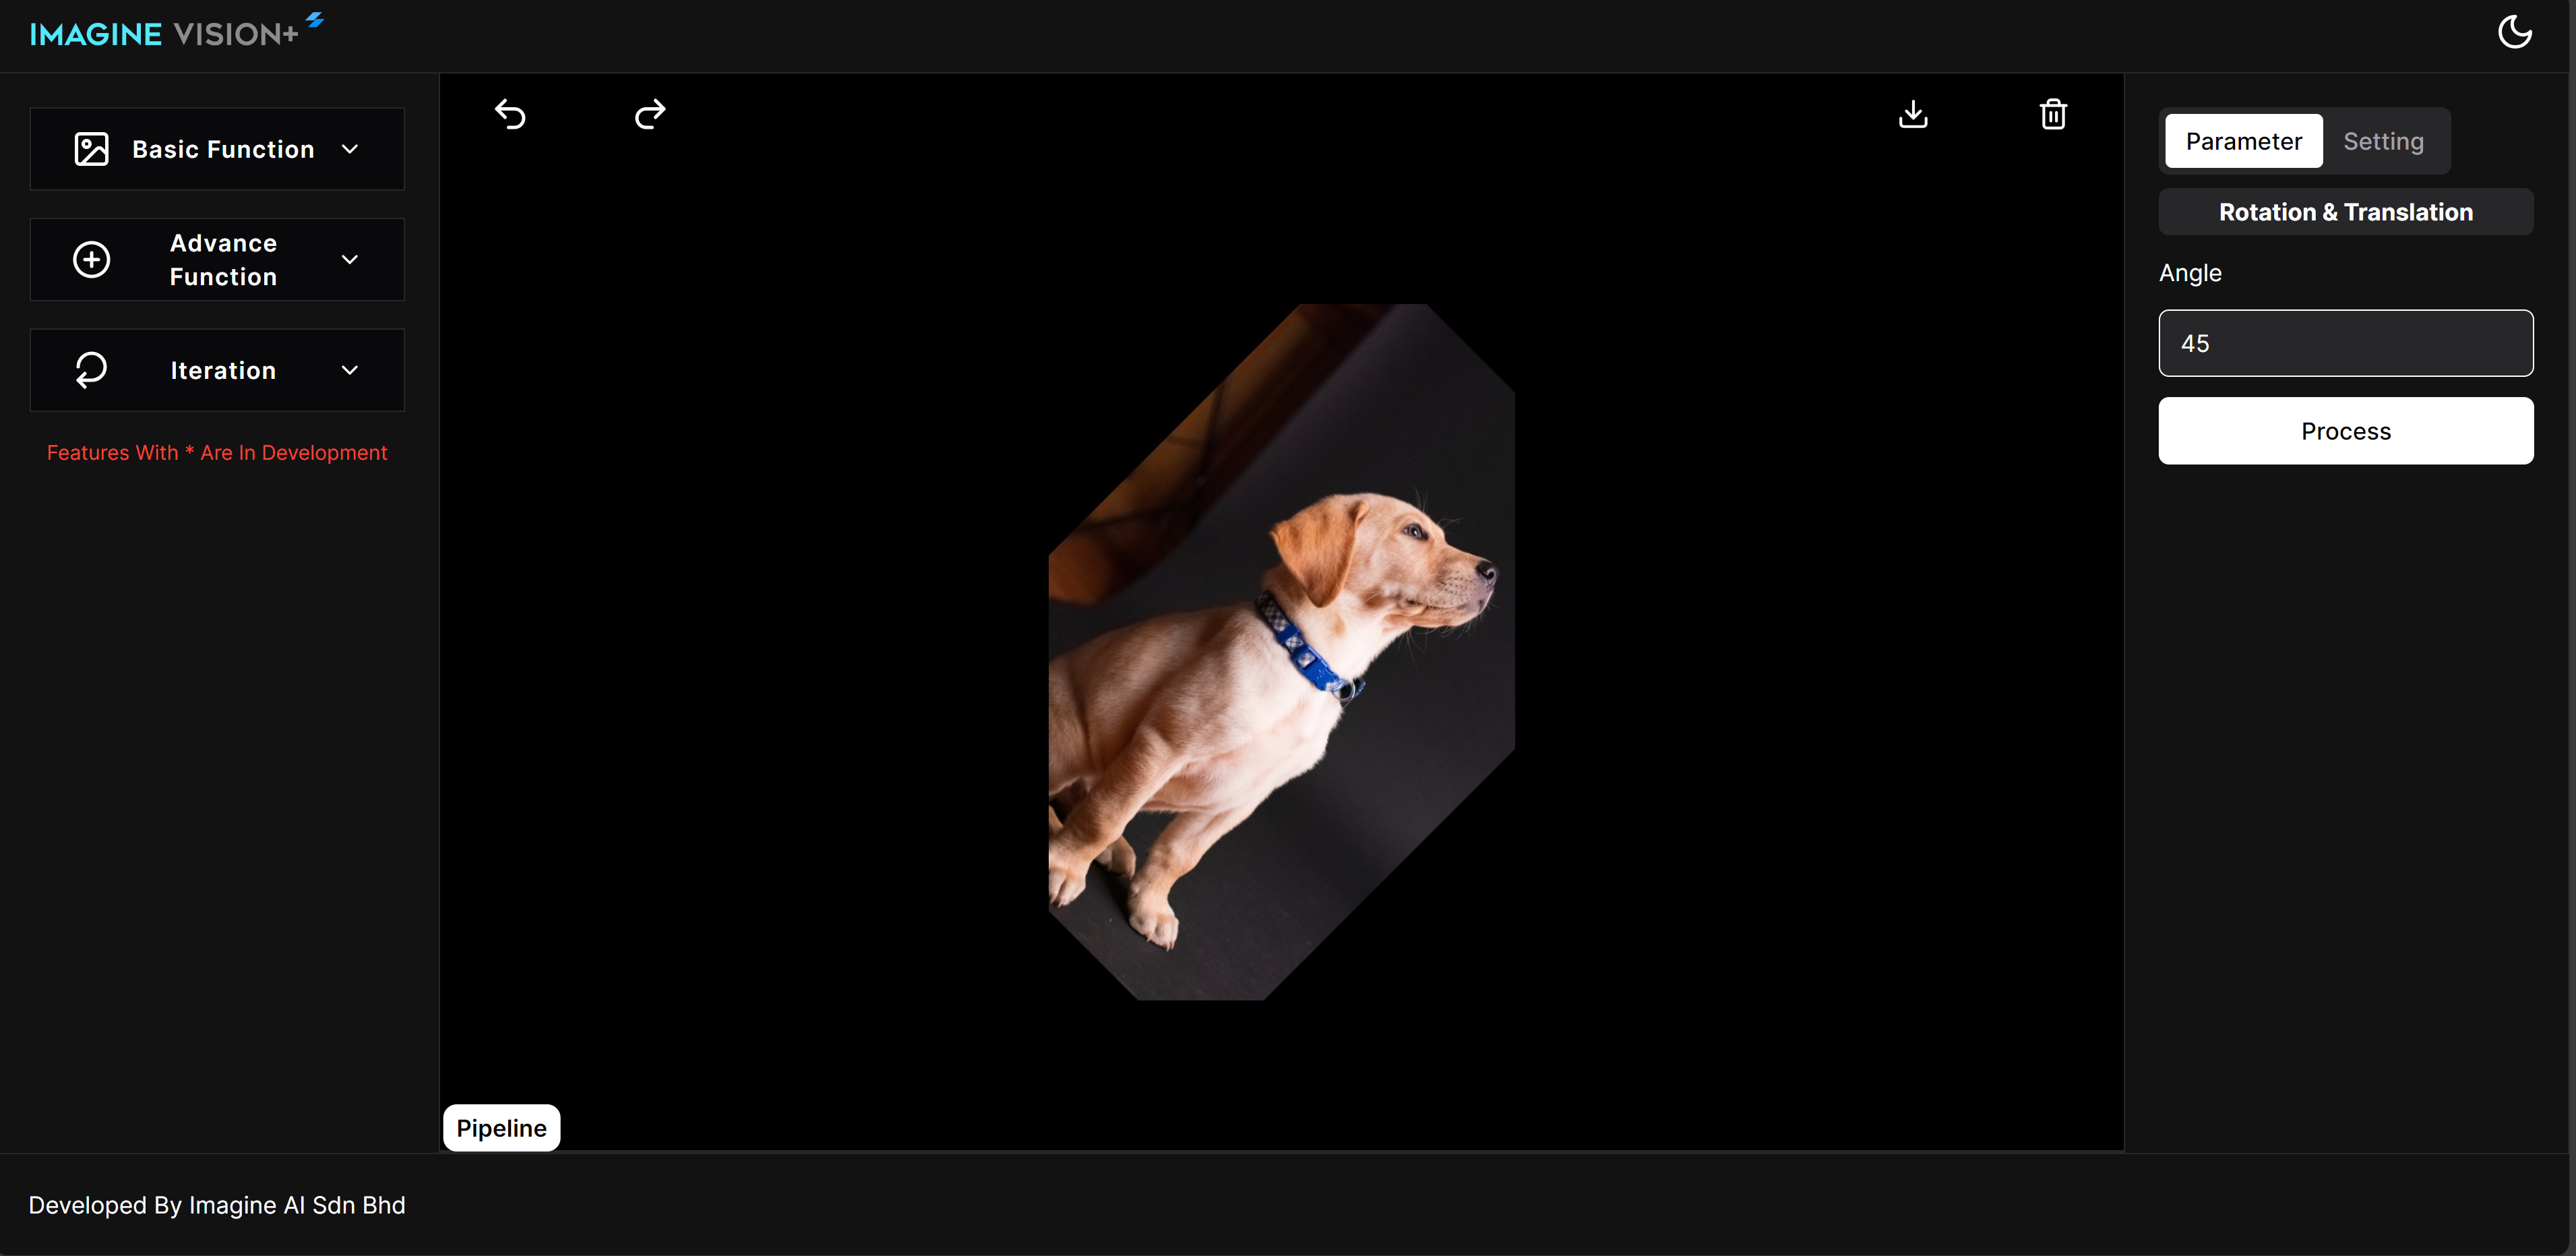 IMAGINE VISION+
Basic Function
Advance
Function
Iteration
Features With * Are In Development
Parameter Setting
Rotation & Translation
Angle
45
Process
Pipeline
Developed By Imagine AI Sdn Bhd